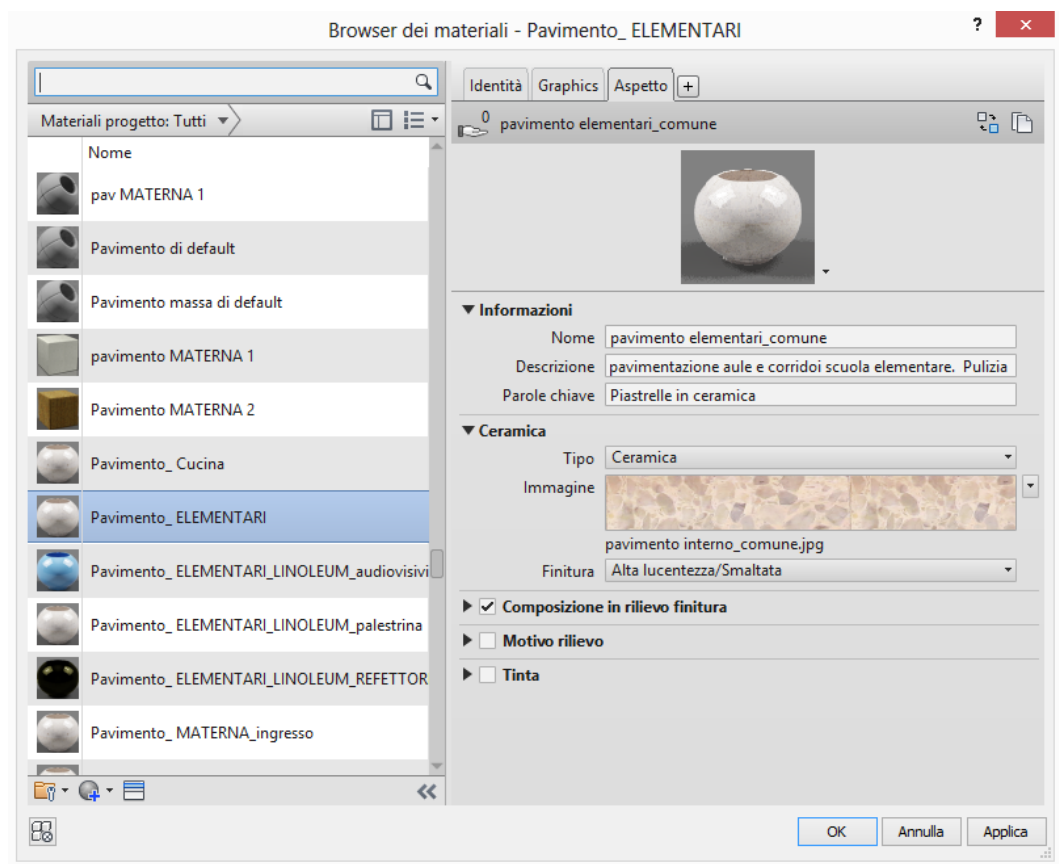 Browser dei materiali - Pavimento_ ELEMENTARI
?
×
Identità
Graphics
Aspetto
+
Materiali progetto: Tutti
0
pavimento elementari_comune
Nome
pav MATERNA 1
Pavimento di default
Pavimento massa di default
pavimento MATERNA 1
Pavimento MATERNA 2
Pavimento_ Cucina
Pavimento_ ELEMENTARI
Pavimento_ ELEMENTARI_LINOLEUM_audiovisivi
Pavimento_ ELEMENTARI_LINOLEUM_palestrina
Pavimento_ ELEMENTARI_LINOLEUM_REFETTOR
Pavimento_ MATERNA_ingresso
Informazioni
Nome pavimento elementari_comune
Descrizione pavimentazione aule e corridoi scuola elementare. Pulizia
Parole chiave Piastrelle in ceramica
Ceramica
Tipo Ceramica
Immagine
pavimento interno_comune.jpg
Finitura Alta lucentezza/Smaltata
Composizione in rilievo finitura
Motivo rilievo
Tinta
OK
Annulla
Applica